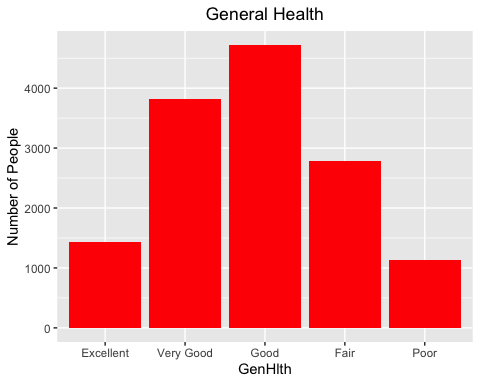 General Health
Number of People
4000
3000
2000
1000
0
Excellent Very Good Good Fair Poor
GenHlth